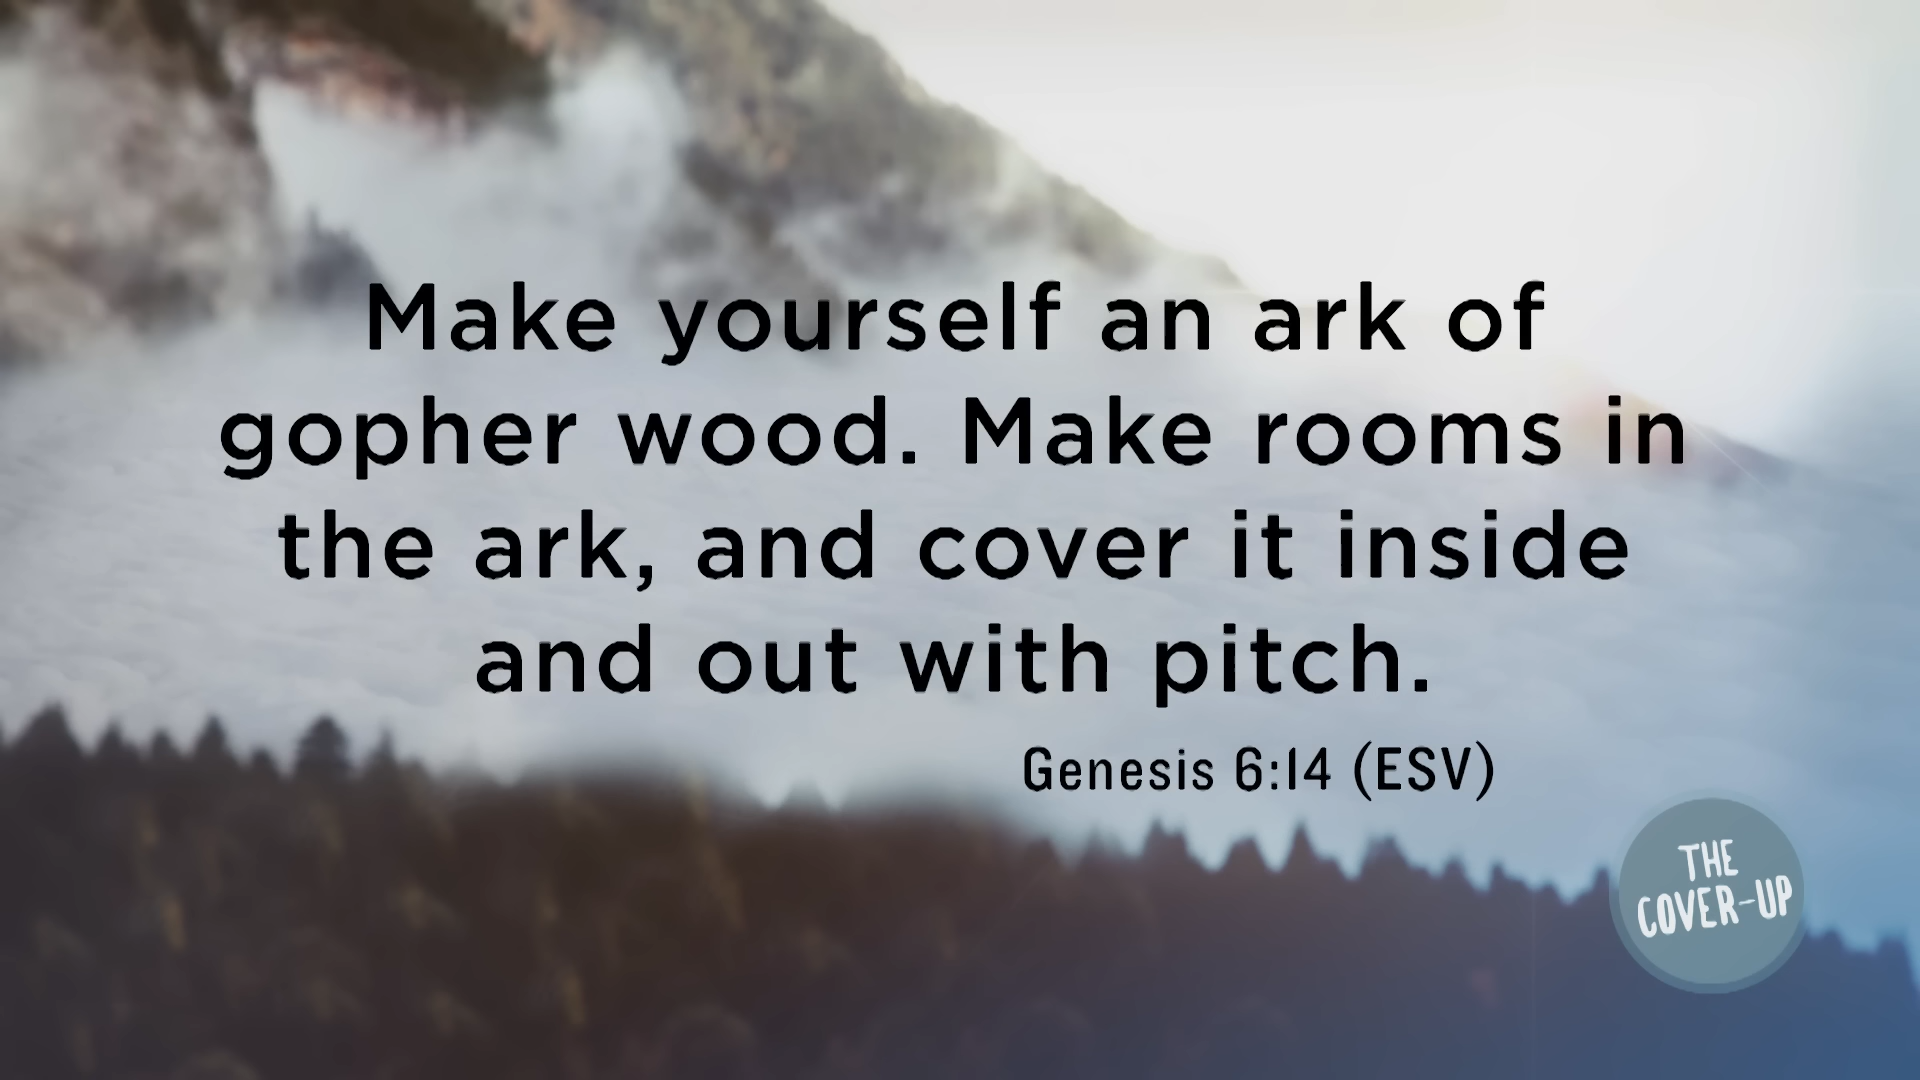 Make yourself an ark of
gopher wood. Make rooms in
the ark, and cover it inside
and out with pitch.
Genesis 6:14 (ESV)
THE
COVER-UP